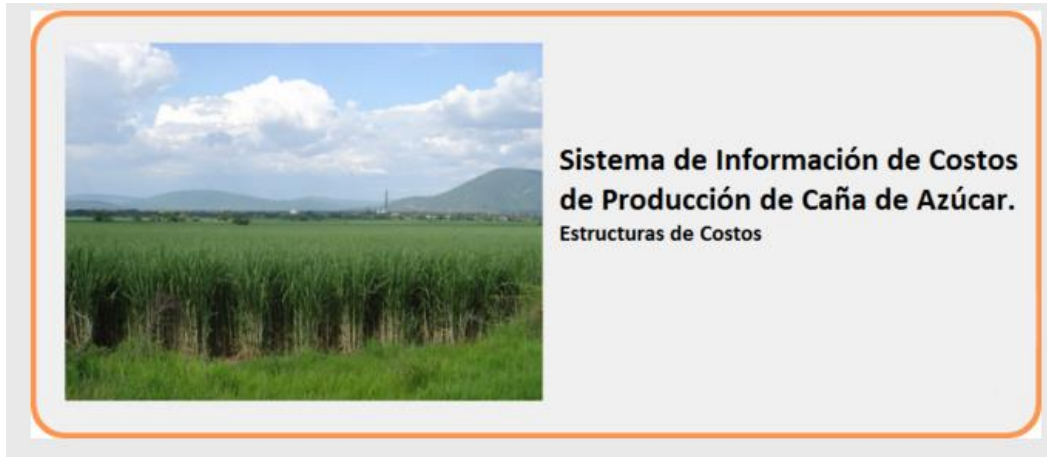 Sistema de Información de Costos
de Producción de Caña de Azúcar.
Estructuras de Costos